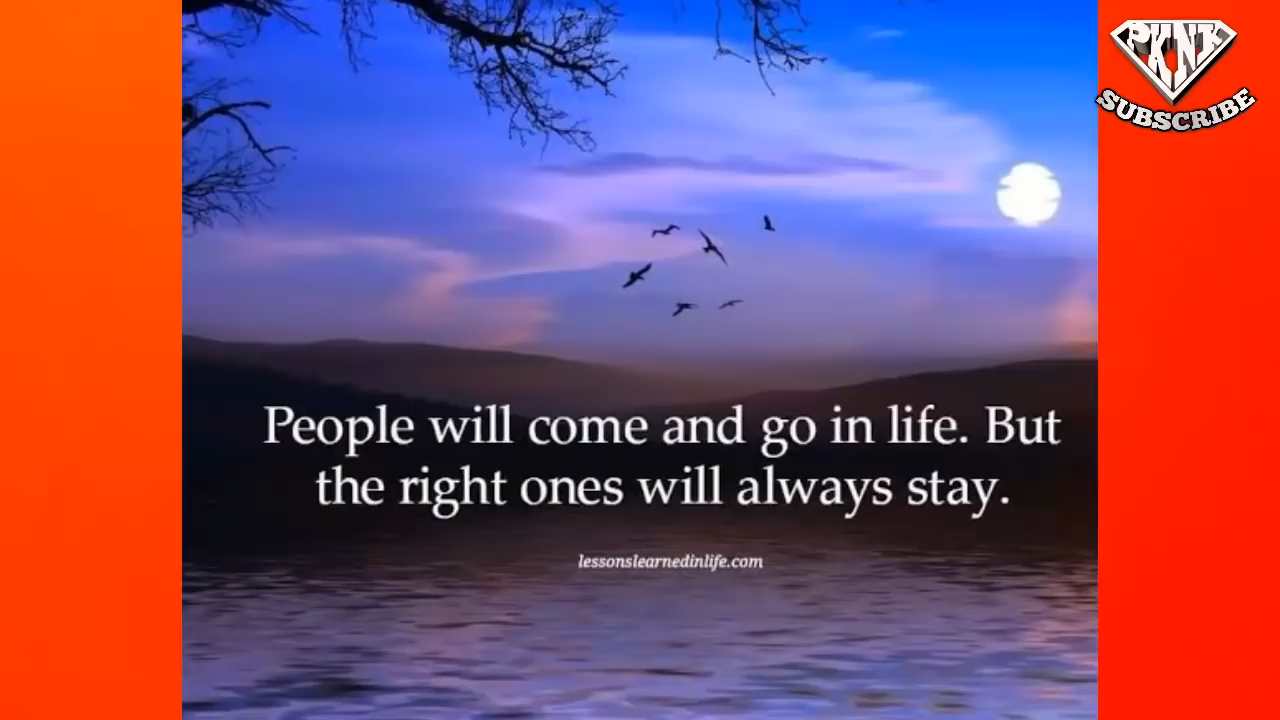 PKNK
SUBSCRIBE
People will come and go in life. But
the right ones will always stay.
lessonslearnedinlife.com